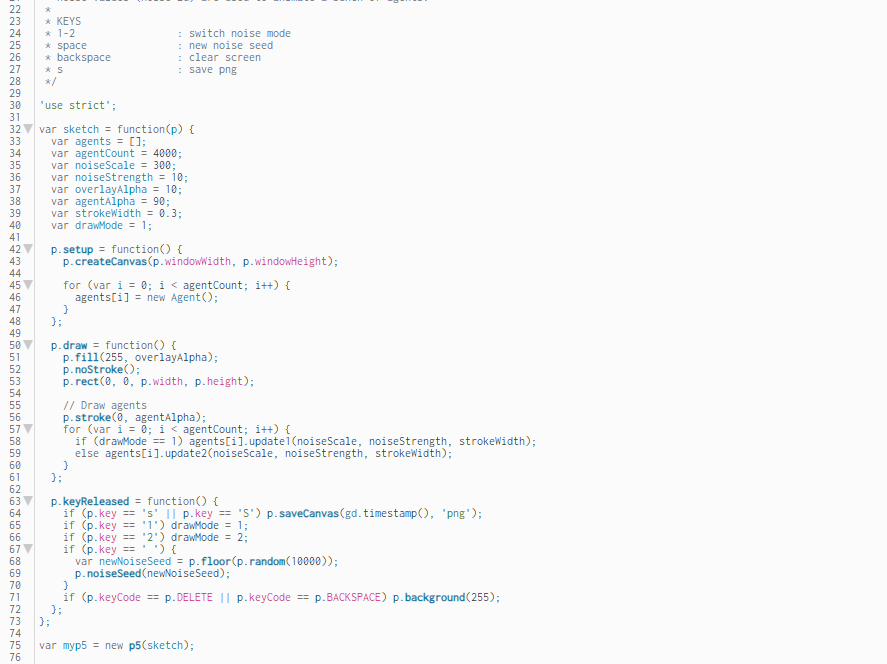 22 *
23 * KEYS
24 * 1-2 : switch noise mode
25 * space : new noise seed
26 * backspace : clear screen
27 * s : save png
28 */
29
30 'use strict';
31
32 var sketch = function(p) {
33 var agents = [];
34 var agentCount = 4000;
35 var noiseScale = 300;
36 var noiseStrength = 10;
37 var overlayAlpha = 10;
38 var agentAlpha = 90;
39 var strokeWidth = 0.3;
40 var drawMode = 1;
41
42 p.setup = function() {
43 p.createCanvas(p.windowWidth, p.windowHeight);
44
45 for (var i = 0; i < agentCount; i++) {
46 agents[i] = new Agent();
47 }
48 };
49
50 p.draw = function() {
51 p.fill(255, overlayAlpha);
52 p.noStroke();
53 p.rect(0, 0, p.width, p.height);
54
55 // Draw agents
56 p.stroke(0, agentAlpha);
57 for (var i = 0; i < agentCount; i++) {
58 if (drawMode == 1) agents[i].update1(noiseScale, noiseStrength, strokeWidth);
59 else agents[i].update2(noiseScale, noiseStrength, strokeWidth);
60 }
61 };
62
63 p.keyReleased = function() {
64 if (p.key == 's' || p.key == 'S') p.saveCanvas(gd.timestamp(), 'png');
65 if (p.key == '1') drawMode = 1;
66 if (p.key == '2') drawMode = 2;
67 if (p.key == ' ') {
68 var newNoiseSeed = p.floor(p.random(10000));
69 p.noiseSeed(newNoiseSeed);
70 }
71 if (p.keyCode == p.DELETE || p.keyCode == p.BACKSPACE) p.background(255);
72 };
73 };
74
75 var myp5 = new p5(sketch);
76